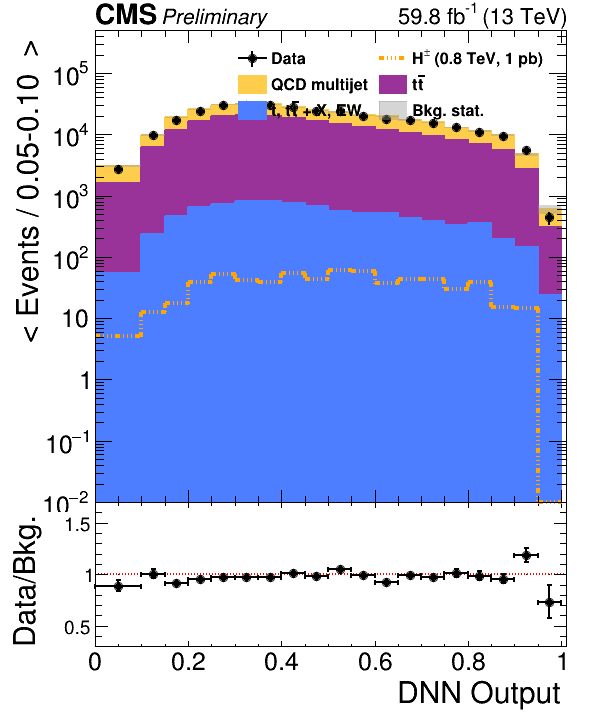 CMS Preliminary 59.8 fb⁻¹ (13 TeV)
< Events / 0.05-0.10 >
Data
H± (0.8 TeV, 1 pb)
QCD multijet
tt̄
t, tt̄ + X, EW
Bkg. stat.
10⁵
10⁴
10³
10²
10
1
10⁻¹
10⁻²
Data/Bkg.
1.5
1
0.5
0 0.2 0.4 0.6 0.8 1
DNN Output